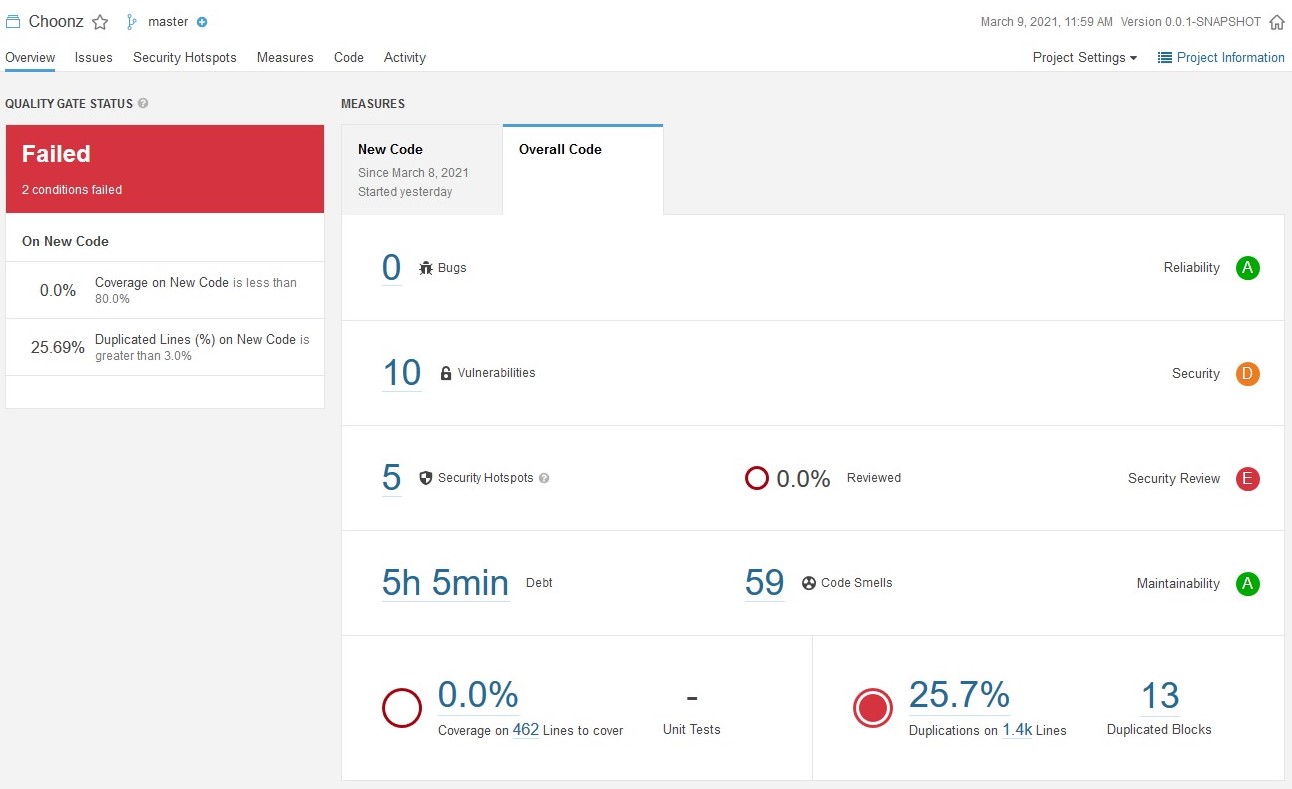 Choonz master
March 9, 2021, 11:59 AM Version 0.0.1-SNAPSHOT
Overview Issues Security Hotspots Measures Code Activity
Project Settings Project Information
QUALITY GATE STATUS ?
Failed
2 conditions failed
On New Code
0.0% Coverage on New Code is less than
80.0%
25.69% Duplicated Lines (%) on New Code is
greater than 3.0%
MEASURES
New Code
Since March 8, 2021
Started yesterday
Overall Code
0 Bugs Reliability A
10 Vulnerabilities Security D
5 Security Hotspots ? 0.0% Reviewed Security Review E
5h 5min Debt 59 Code Smells Maintainability A
0.0%
Coverage on 462 Lines to cover
-
Unit Tests
25.7%
Duplications on 1.4k Lines
13
Duplicated Blocks